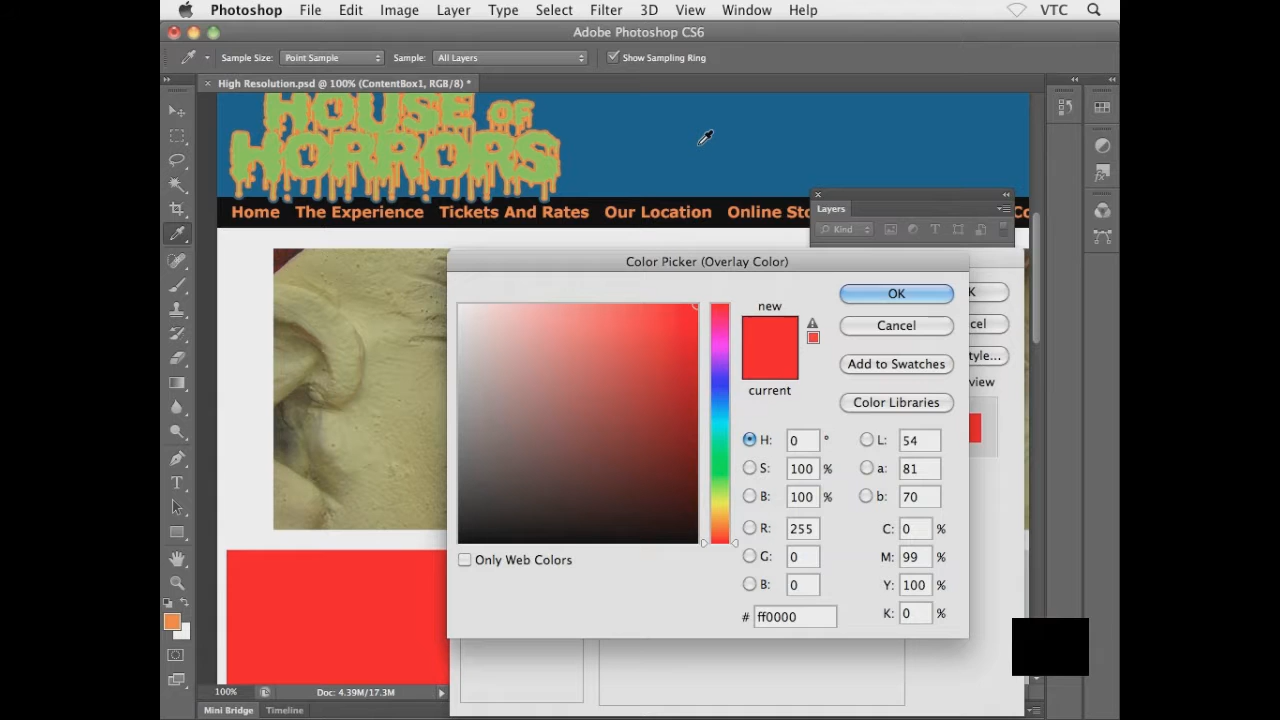 Photoshop File Edit Image Layer Type Select Filter 3D View Window Help VTC
Adobe Photoshop CS6
Sample Size: Point Sample Sample: All Layers Show Sampling Ring
High Resolution.psd @ 100% (ContentBox1, RGB/8) *
HOUSE OF
HORRORS
Home The Experience Tickets And Rates Our Location Online Sto Co
Layers
Kind
Color Picker (Overlay Color)
new
OK
Cancel
current
Add to Swatches
Color Libraries
K
cel
tyle...
view
H: 0 ° L: 54
S: 100 % a: 81
B: 100 % b: 70
R: 255 C: 0 %
G: 0 M: 99 %
B: 0 Y: 100 %
# ff0000 K: 0 %
Only Web Colors
100% Doc: 4.39M/17.3M
Mini Bridge Timeline